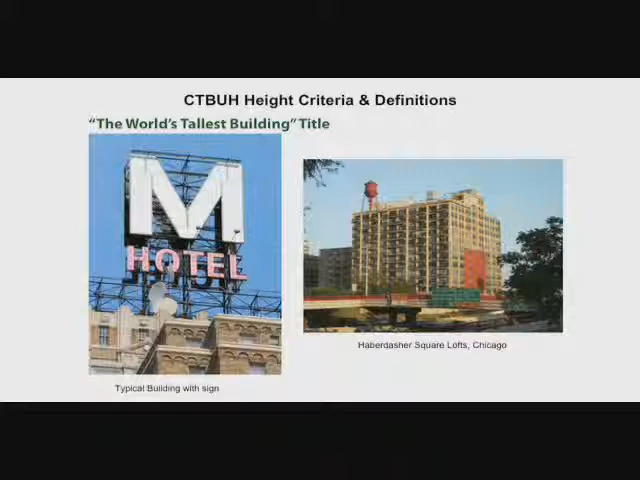 CTBUH Height Criteria & Definitions
“The World’s Tallest Building” Title
M
HOTEL
Haberdasher Square Lofts, Chicago
Typical Building with sign